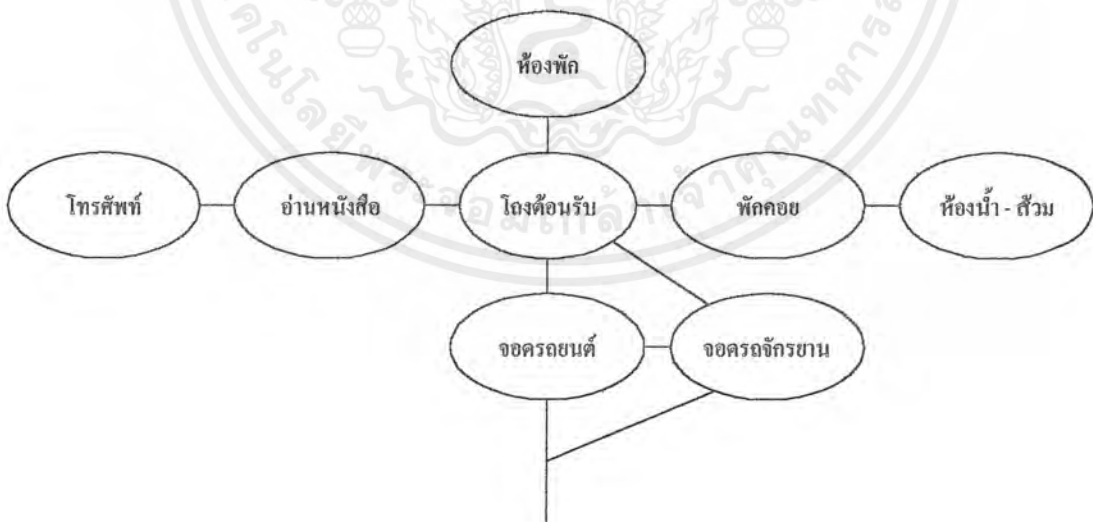 ห้องพัก
โทรศัพท์
อ่านหนังสือ
โถงต้อนรับ
พักคอย
ห้องน้ำ - ส้วม
จอดรถยนต์
จอดรถจักรยาน